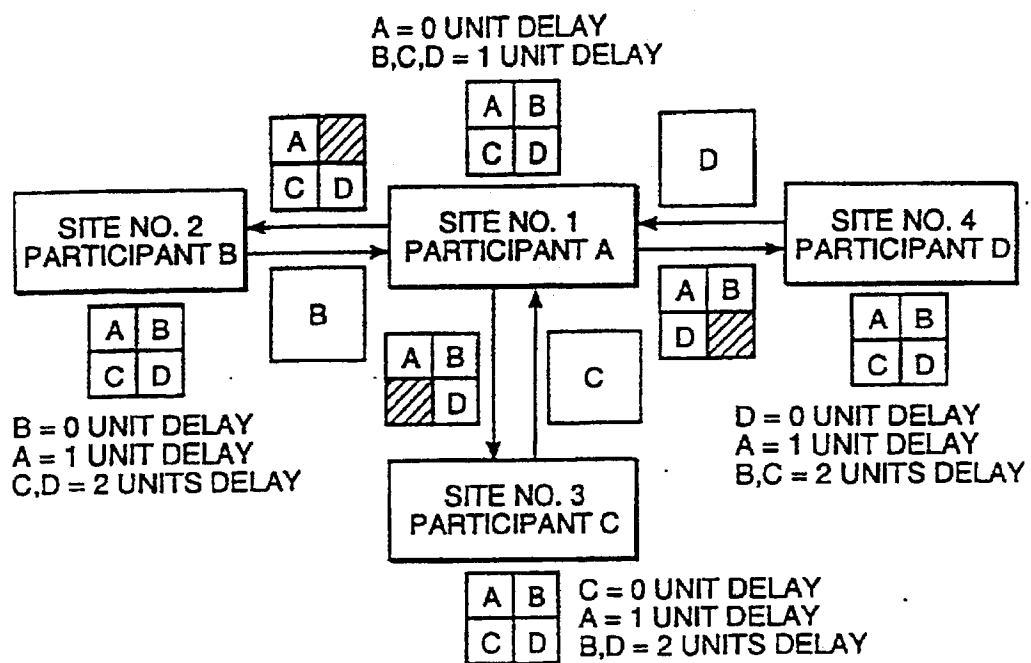 A = 0 UNIT DELAY
B,C,D = 1 UNIT DELAY
A B
C D
A
C D
D
SITE NO. 2
PARTICIPANT B
SITE NO. 1
PARTICIPANT A
SITE NO. 4
PARTICIPANT D
B
A B
D
A B
C D
A B
D
C
A B
C D
B = 0 UNIT DELAY
A = 1 UNIT DELAY
C,D = 2 UNITS DELAY
D = 0 UNIT DELAY
A = 1 UNIT DELAY
B,C = 2 UNITS DELAY
SITE NO. 3
PARTICIPANT C
A B
C D
C = 0 UNIT DELAY
A = 1 UNIT DELAY
B,D = 2 UNITS DELAY